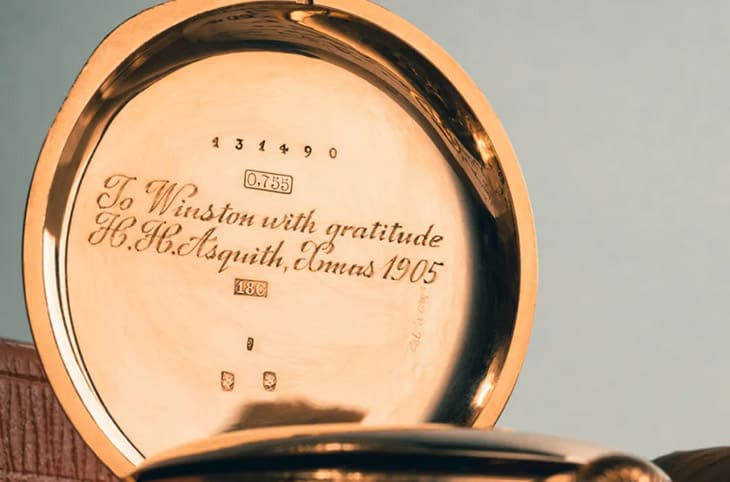 131490
0,755
To Winston with gratitude
H.H.Asquith, Xmas 1905
18C